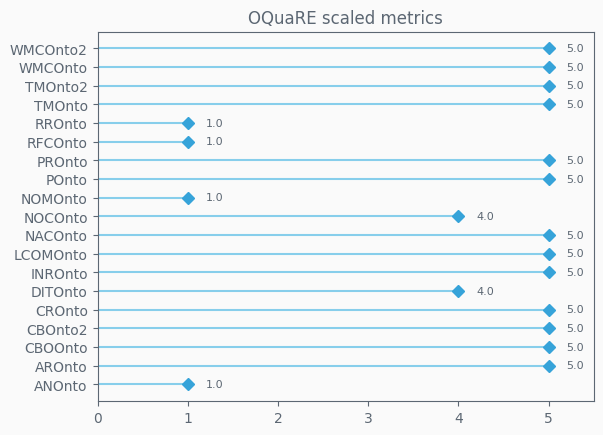 OQuaRE scaled metrics
WMCOnto2 5.0
WMCOnto 5.0
TMOnto2 5.0
TMOnto 5.0
RROnto 1.0
RFCOnto 1.0
PROnto 5.0
POnto 5.0
NOMOnto 1.0
NOCOnto 4.0
NACOnto 5.0
LCOMOnto 5.0
INROnto 5.0
DITOnto 4.0
CROnto 5.0
CBOnto2 5.0
CBOOnto 5.0
AROnto 5.0
ANOnto 1.0
0 1 2 3 4 5